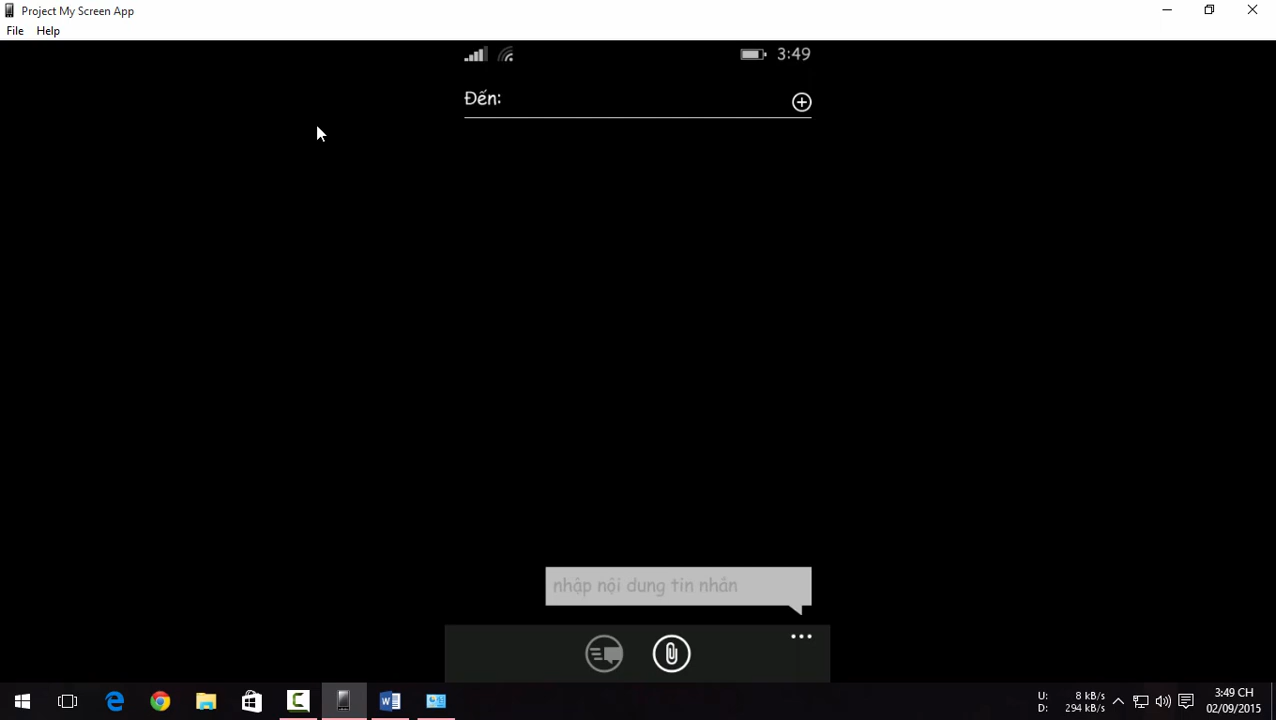 Project My Screen App
File Help
3:49
Đến:
nhập nội dung tin nhắn
U: 8 kB/s
D: 294 kB/s
3:49 CH
02/09/2015